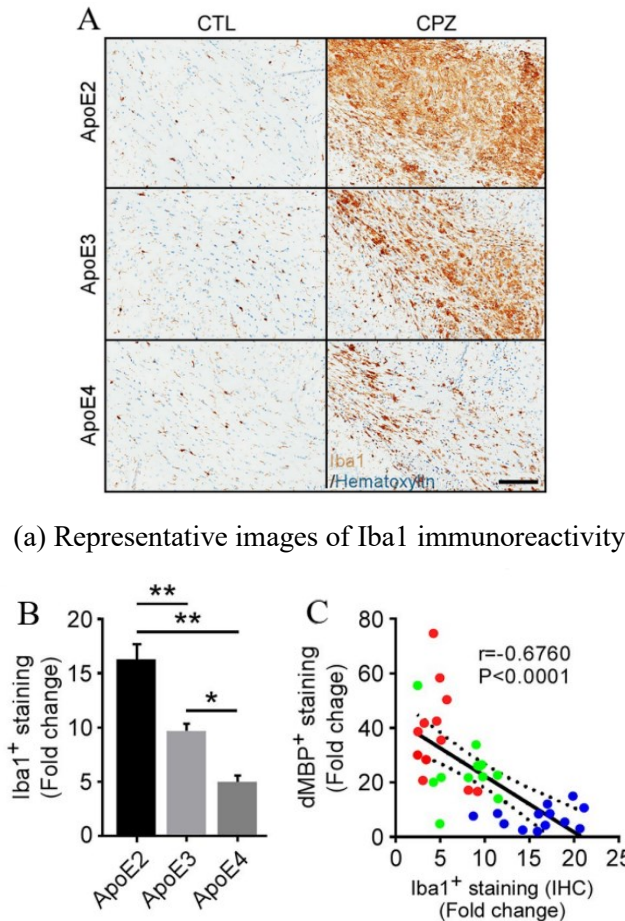 A
CTL CPZ
ApoE2
ApoE3
ApoE4
Iba1
/Hematoxylin
(a) Representative images of Iba1 immunoreactivity
B
** 
**
*
Iba1+ staining
(Fold change)
20
15
10
5
0
ApoE2 ApoE3 ApoE4
C
dMBP+ staining
(Fold chage)
80
60
40
20
0
r=-0.6760
P<0.0001
0 5 10 15 20 25
Iba1+ staining (IHC)
(Fold change)